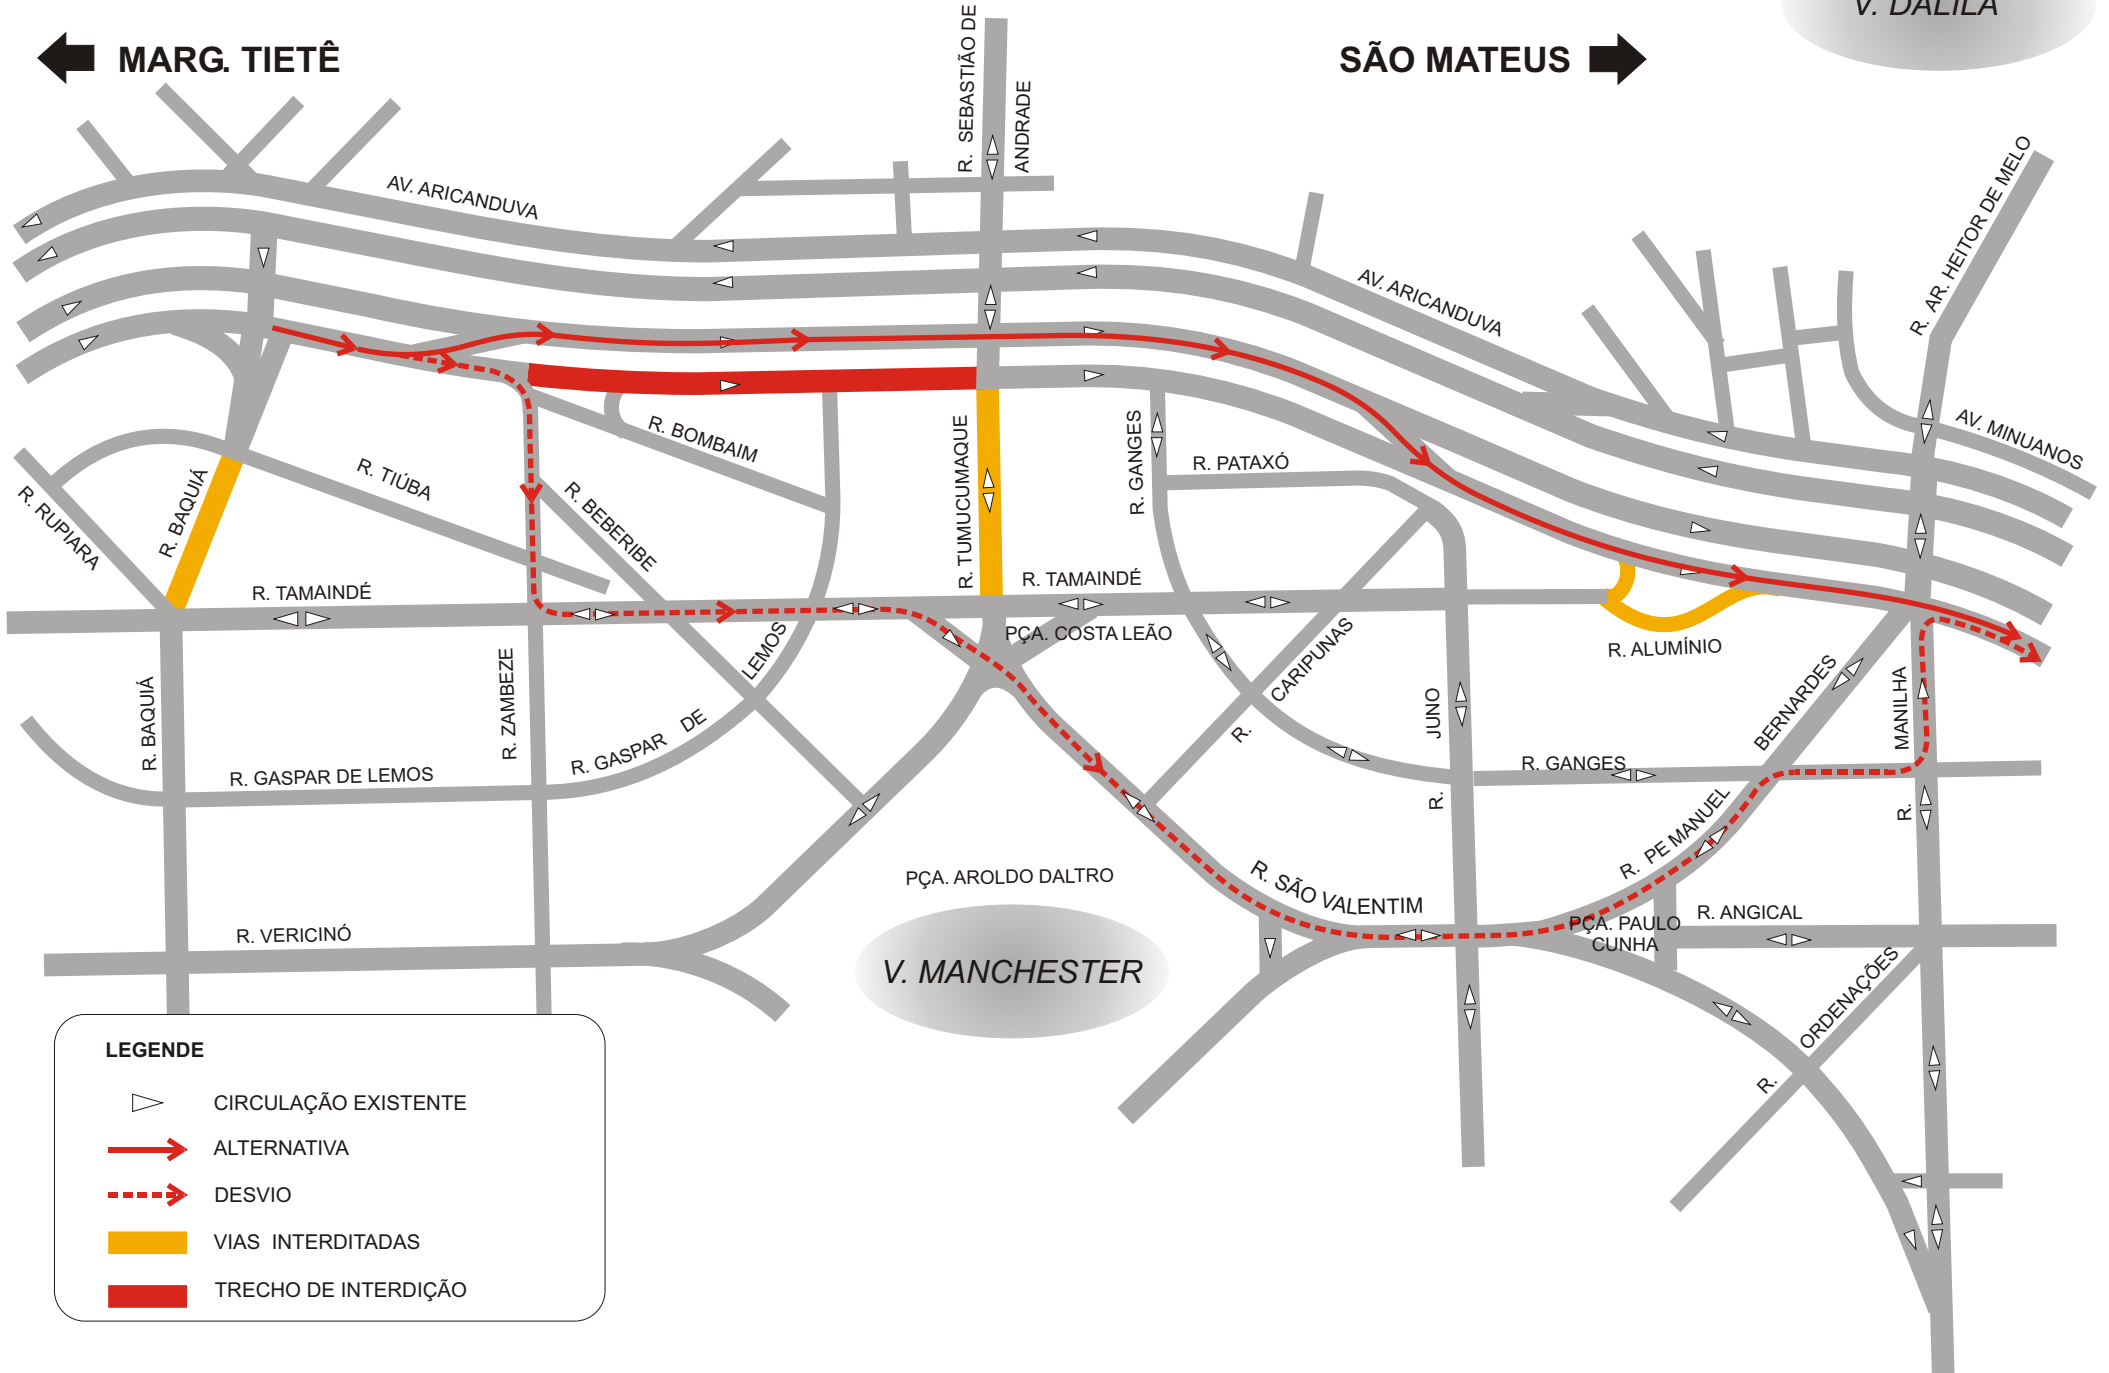 V. DALILA
MARG. TIETÊ
SÃO MATEUS
R. SEBASTIÃO DE
ANDRADE
AV. ARICANDUVA
AV. ARICANDUVA
R. AR. HEITOR DE MELO
AV. MINUANOS
R. BOMBAIM
R. TIÚBA
R. BAQUIÁ
R. RUPIARA
R. BEBERIBE
R. TUMUCUMAQUE
R. GANGES
R. PATAXÓ
R. TAMAINDÉ
R. TAMAINDÉ
PÇA. COSTA LEÃO
R. ALUMÍNIO
R. CARIPUNAS
R. JUNO
R. BAQUIÁ
R. ZAMBEZE
R. GASPAR DE LEMOS
R. GASPAR DE LEMOS
R. GANGES
R. PE MANUEL BERNARDES
R. MANILHA
PÇA. AROLDO DALTRO
R. SÃO VALENTIM
PÇA. PAULO
CUNHA
R. ANGICAL
R. VERICINÓ
V. MANCHESTER
R. ORDENAÇÕES
LEGENDE
CIRCULAÇÃO EXISTENTE
ALTERNATIVA
DESVIO
VIAS INTERDITADAS
TRECHO DE INTERDIÇÃO